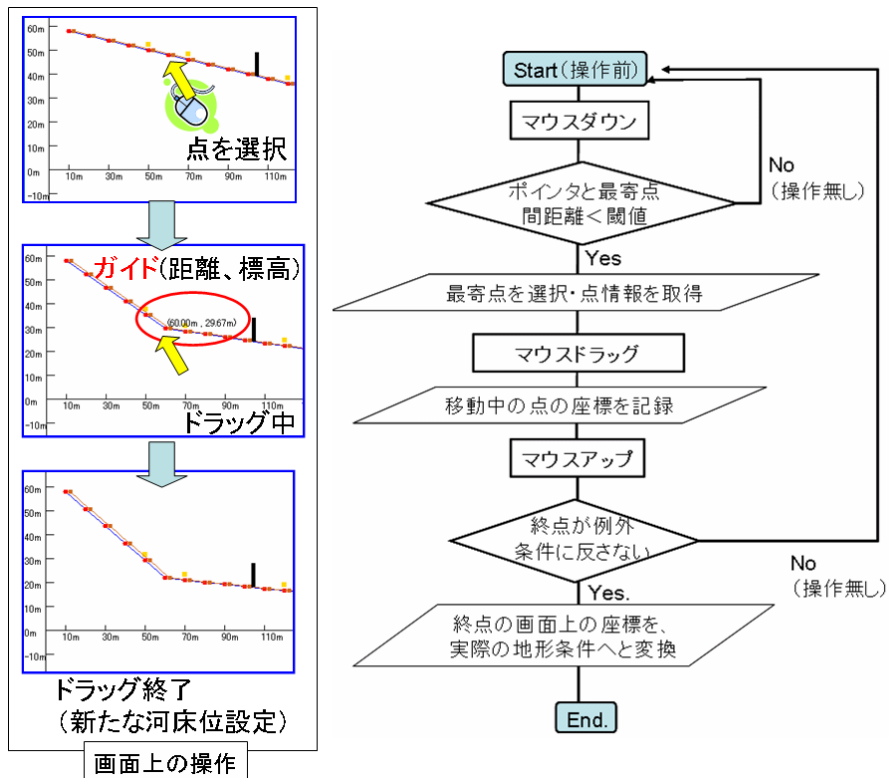 60m
50m
40m
30m
20m
10m
0m
-10m
10m 30m 50m 70m 90m 110m
点を選択
60m
50m
40m
30m
20m
10m
0m
-10m
ガイド(距離、標高)
(60.00m , 29.67m)
10m 30m 50m 70m 90m 110m
ドラッグ中
60m
50m
40m
30m
20m
10m
0m
-10m
10m 30m 50m 70m 90m 110m
ドラッグ終了
(新たな河床位設定)
画面上の操作
Start(操作前)
マウスダウン
ポインタと最寄点
間距離<閾値
No
(操作無し)
Yes
最寄点を選択・点情報を取得
マウスドラッグ
移動中の点の座標を記録
マウスアップ
終点が例外
条件に反さない
No
(操作無し)
Yes.
終点の画面上の座標を、
実際の地形条件へと変換
End.